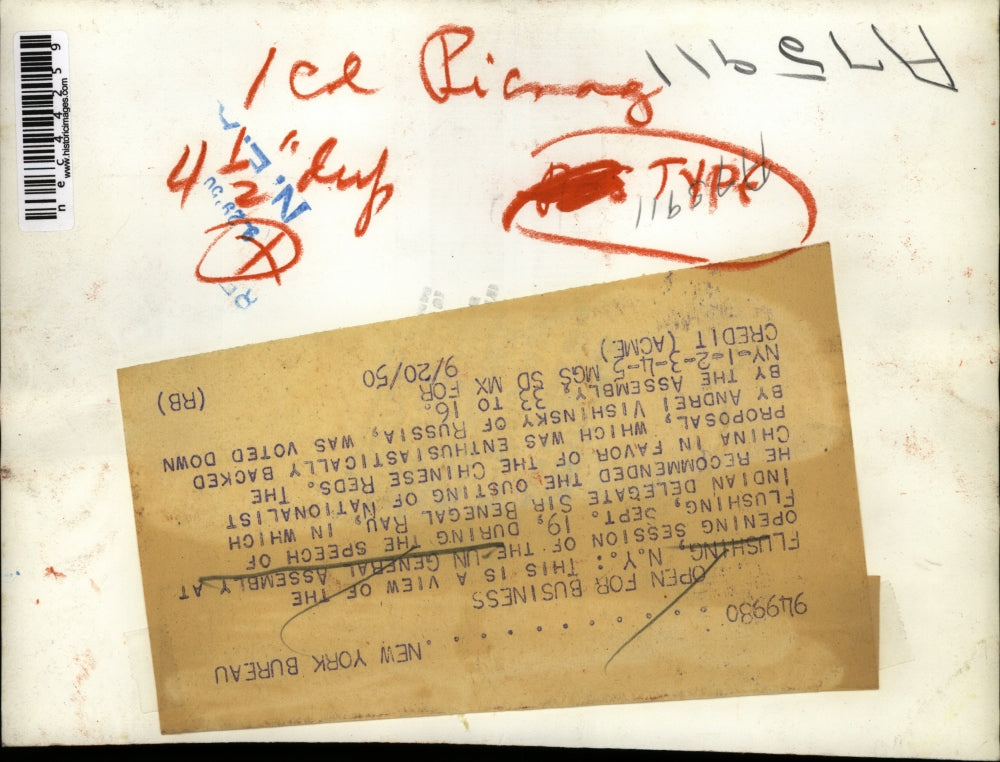 nec44259
www.historicimages.com
4 1/2"
TYPE
949930 . . . . . . . . . . . NEW YORK BUREAU
OPEN FOR BUSINESS
FLUSHING, N.Y.: THIS IS A VIEW OF THE
OPENING SESSION OF THE UN GENERAL ASSEMBLY AT
FLUSHING, SEPT. 19, DURING THE SPEECH OF
INDIAN DELEGATE SIR BENEGAL RAU, IN WHICH
HE RECOMMENDED THE OUSTING OF NATIONALIST
CHINA IN FAVOR OF THE CHINESE REDS. THE
PROPOSAL, WHICH WAS ENTHUSIASTICALLY BACKED
BY ANDREI VISHINSKY OF RUSSIA, WAS VOTED DOWN
BY THE ASSEMBLY, 33 TO 16.
NY-1-2-3-4-5 MGS SD MX FOR
CREDIT (ACME) 9/20/50 (RB)